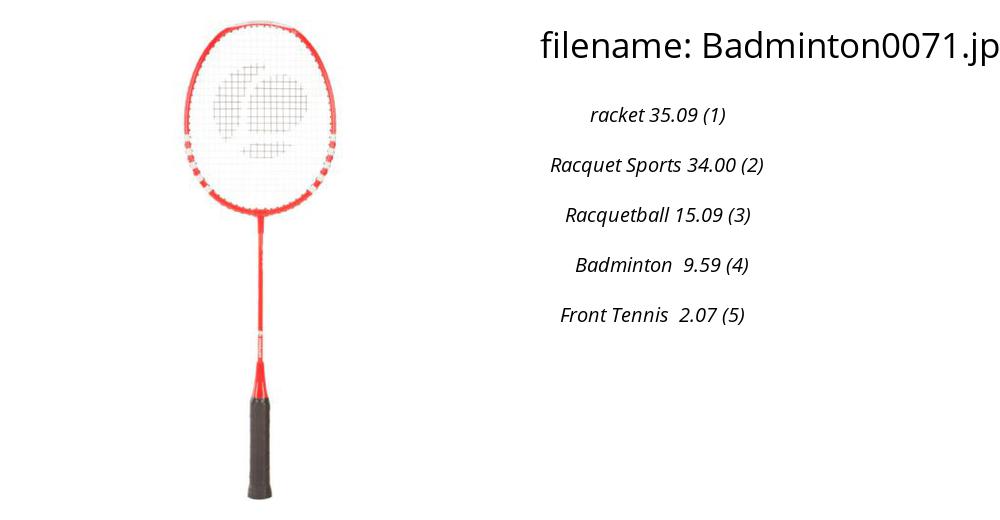 filename: Badminton0071.jp
racket 35.09 (1)
Racquet Sports 34.00 (2)
Racquetball 15.09 (3)
Badminton 9.59 (4)
Front Tennis 2.07 (5)